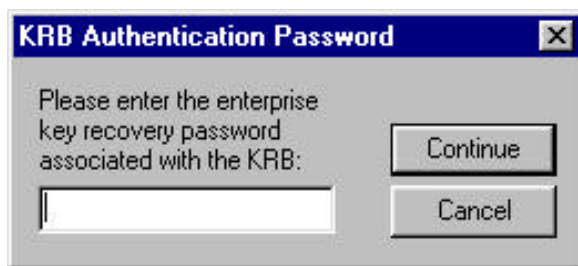 KRB Authentication Password
Please enter the enterprise
key recovery password
associated with the KRB:
Continue
Cancel